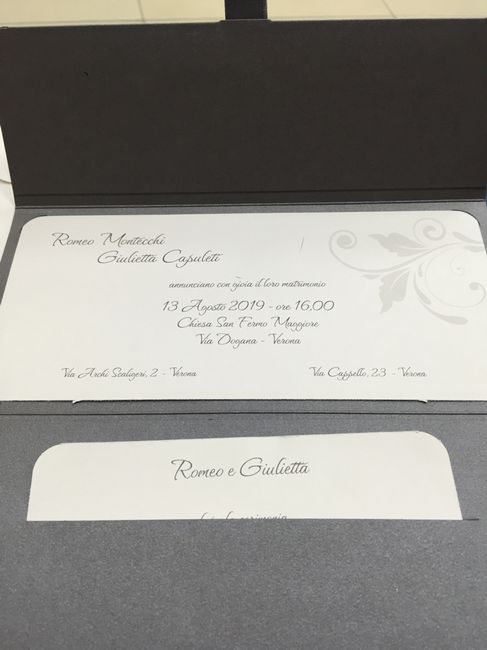 Romeo Montecchi
Giulietta Capuleti
annunciano con gioia il loro matrimonio
13 Agosto 2019 - ore 16,00
Chiesa San Fermo Maggiore
Via Dogana - Verona
Via Archi Scaligeri, 2 - Verona
Via Cappello, 23 - Verona
Romeo e Giulietta